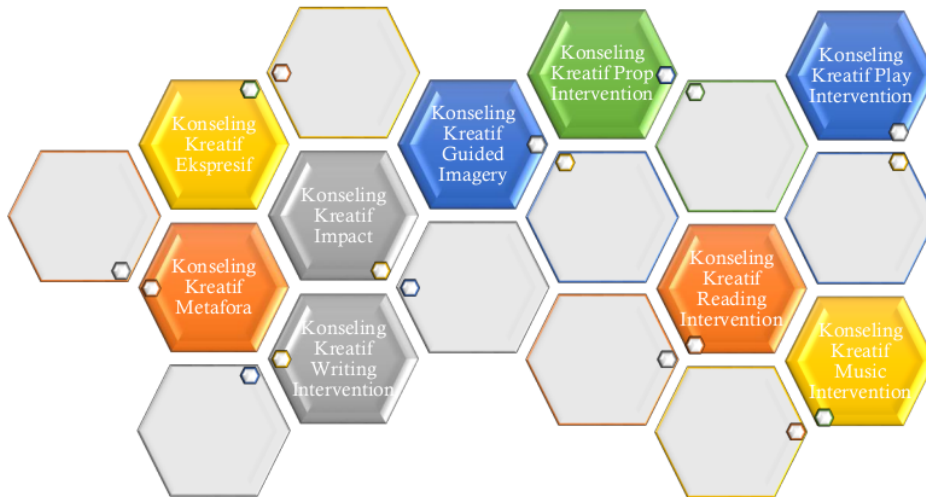 Konseling
Kreatif Prop
Intervention
Konseling
Kreatif Play
Intervention
Konseling
Kreatif
Ekspresif
Konseling
Kreatif
Guided
Imagery
Konseling
Kreatif
Impact
Konseling
Kreatif
Metafora
Konseling
Kreatif
Reading
Intervention
Konseling
Kreatif
Writing
Intervention
Konseling
Kreatif
Music
Intervention